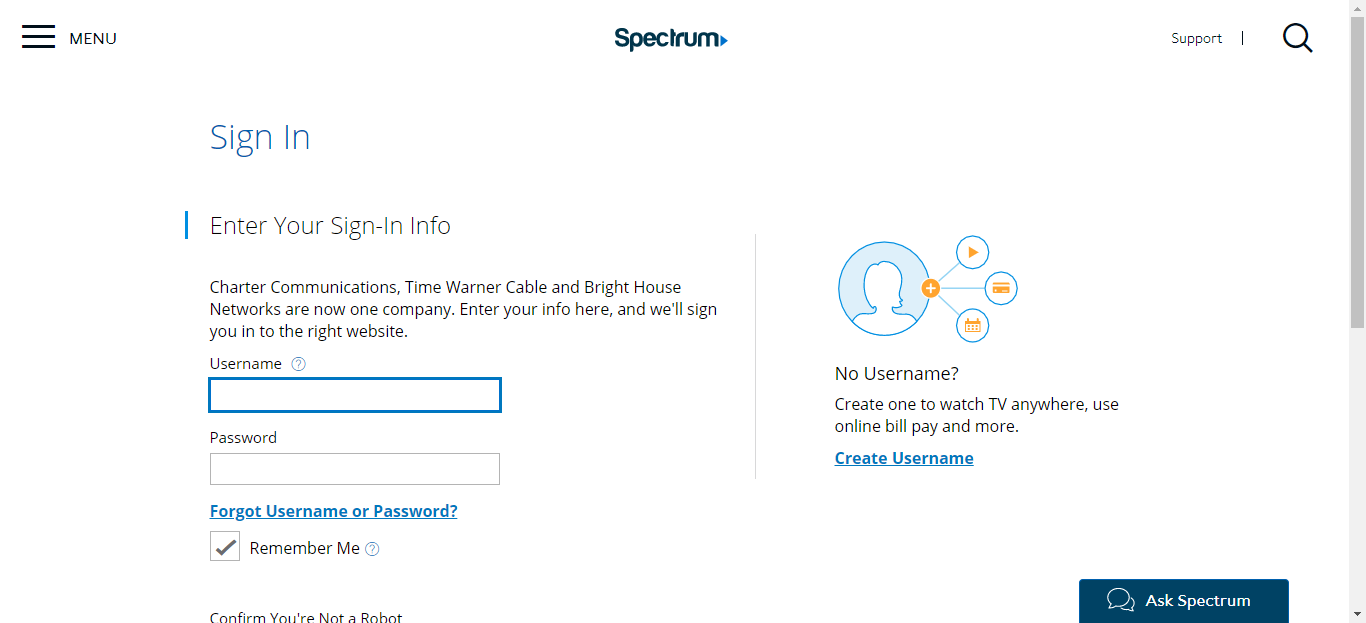 MENU
Spectrum
Support
Sign In
Enter Your Sign-In Info
Charter Communications, Time Warner Cable and Bright House
Networks are now one company. Enter your info here, and we'll sign
you in to the right website.
Username
Password
Forgot Username or Password?
Remember Me
Confirm You're Not a Robot
No Username?
Create one to watch TV anywhere, use
online bill pay and more.
Create Username
Ask Spectrum